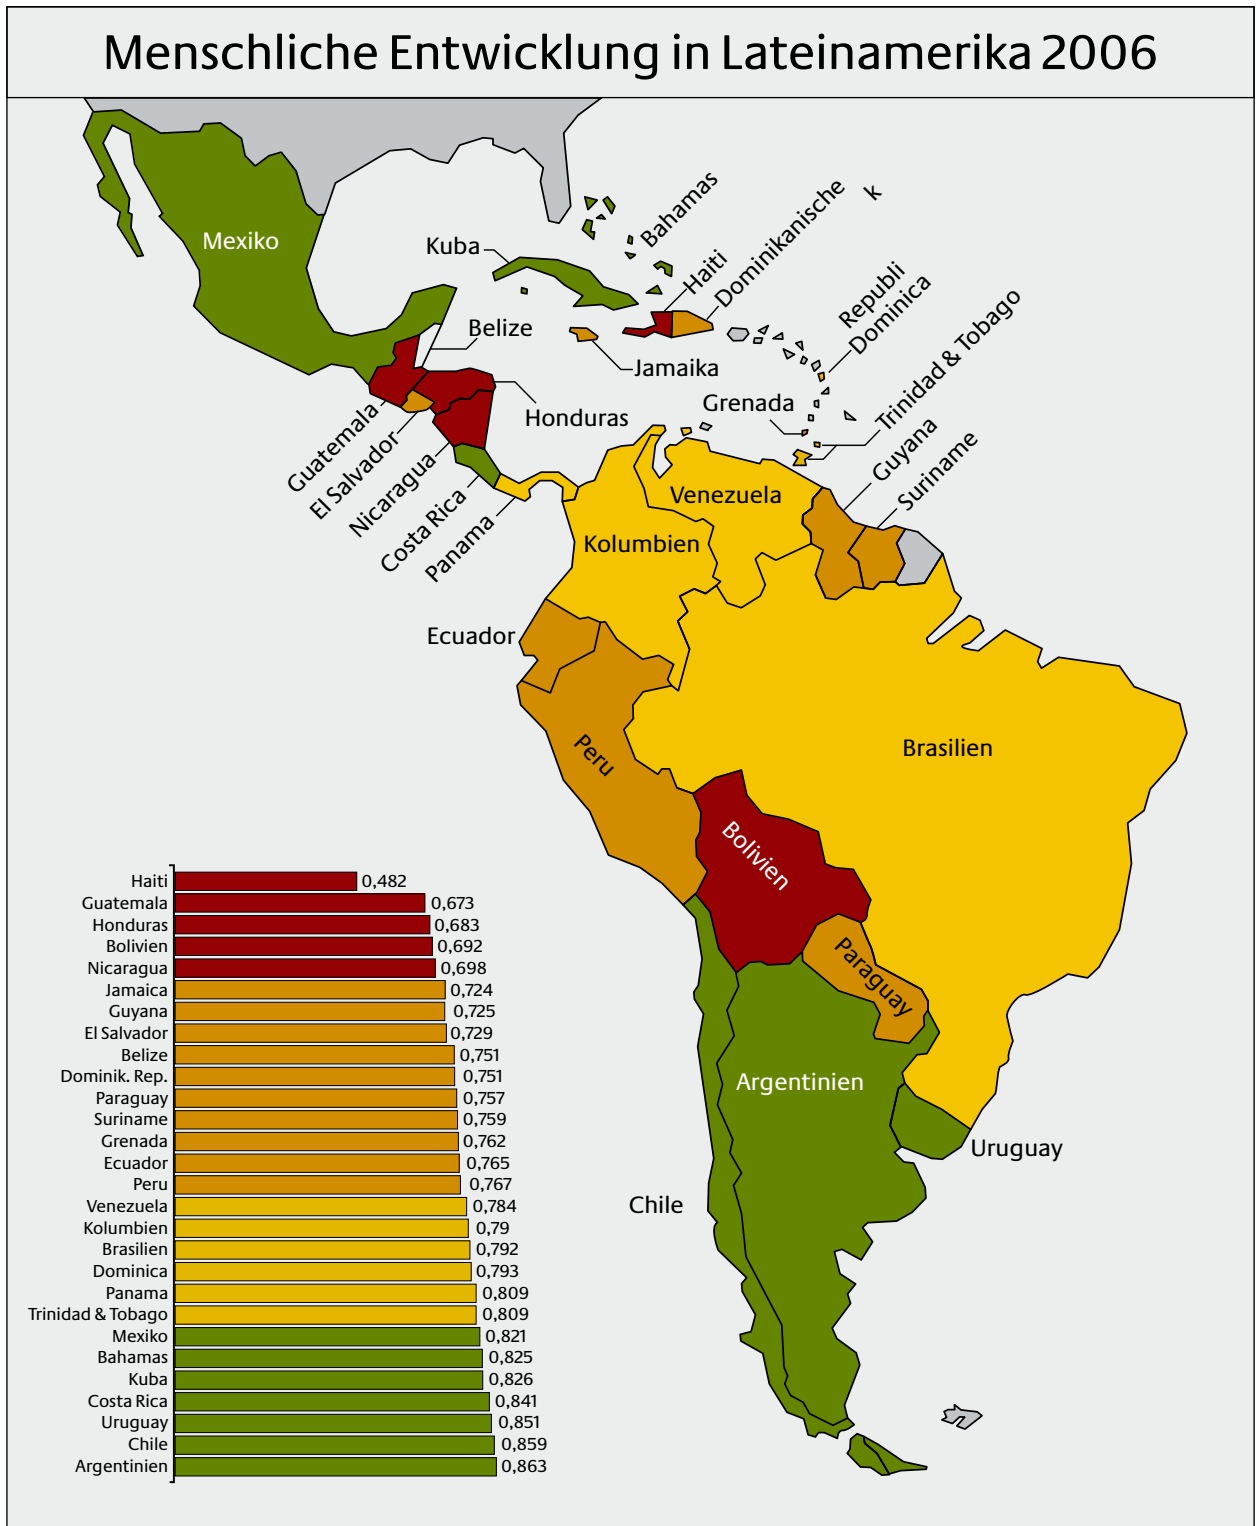 Menschliche Entwicklung in Lateinamerika 2006
Mexiko
Kuba
Bahamas
Haiti
Dominikanische
k
Republi
Dominica
Belize
Jamaika
Trinidad & Tobago
Grenada
Honduras
Guatemala
El Salvador
Nicaragua
Costa Rica
Panama
Guyana
Suriname
Venezuela
Kolumbien
Ecuador
Peru
Brasilien
Bolivien
Paraguay
Argentinien
Uruguay
Chile
Haiti 0,482
Guatemala 0,673
Honduras 0,683
Bolivien 0,692
Nicaragua 0,698
Jamaica 0,724
Guyana 0,725
El Salvador 0,729
Belize 0,751
Dominik. Rep. 0,751
Paraguay 0,757
Suriname 0,759
Grenada 0,762
Ecuador 0,765
Peru 0,767
Venezuela 0,784
Kolumbien 0,79
Brasilien 0,792
Dominica 0,793
Panama 0,809
Trinidad & Tobago 0,809
Mexiko 0,821
Bahamas 0,825
Kuba 0,826
Costa Rica 0,841
Uruguay 0,851
Chile 0,859
Argentinien 0,863